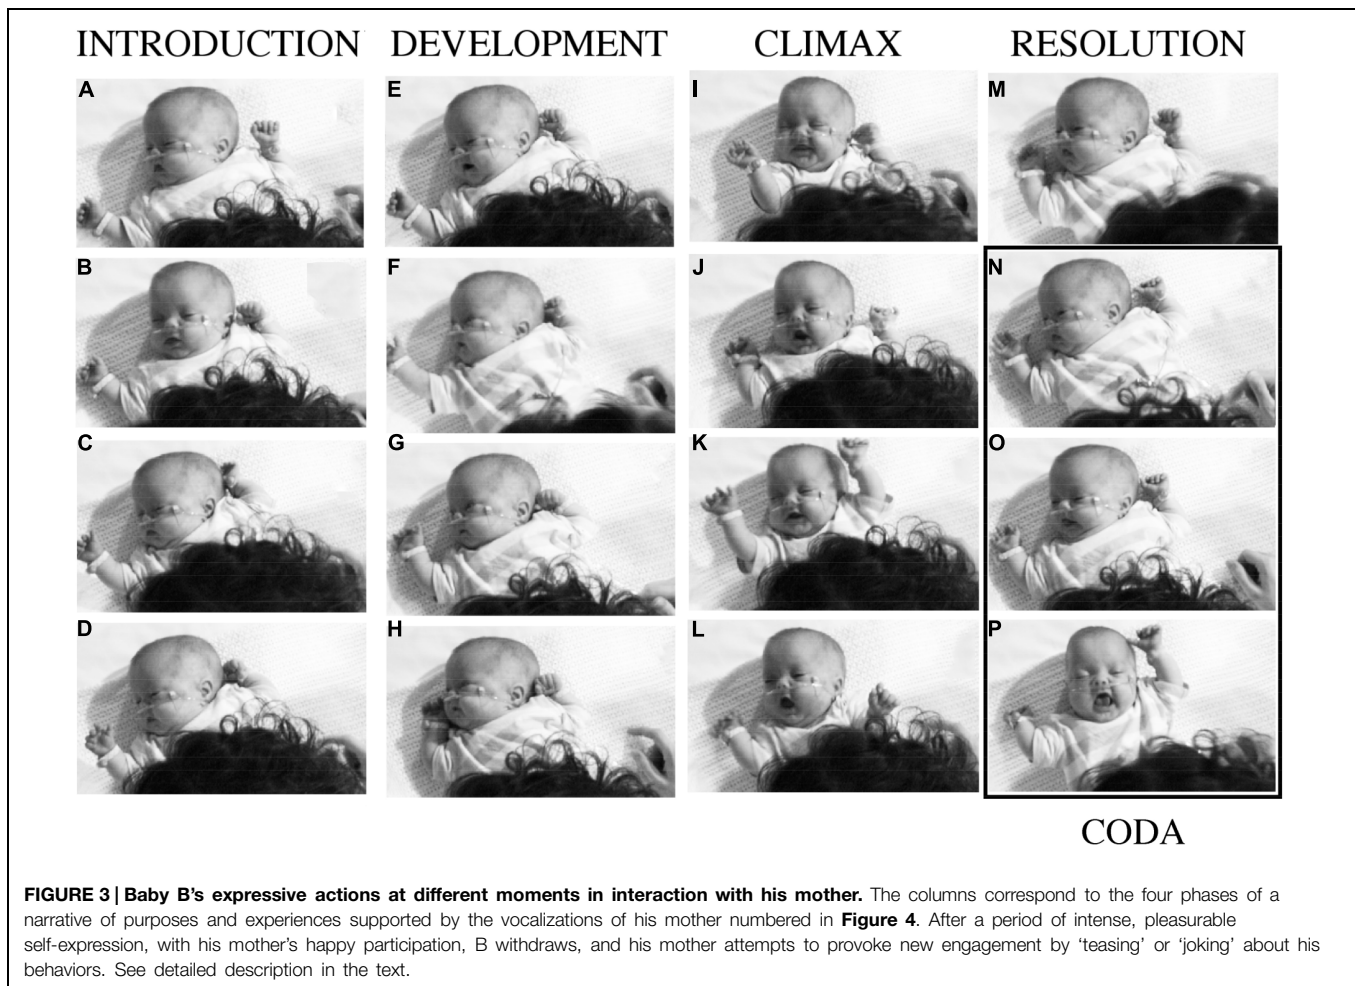 INTRODUCTION DEVELOPMENT CLIMAX RESOLUTION
A E I M
B F J N
C G K O
D H L P
CODA
FIGURE 3 | Baby B's expressive actions at different moments in interaction with his mother. The columns correspond to the four phases of a
narrative of purposes and experiences supported by the vocalizations of his mother numbered in Figure 4. After a period of intense, pleasurable
self-expression, with his mother's happy participation, B withdraws, and his mother attempts to provoke new engagement by 'teasing' or 'joking' about his
behaviors. See detailed description in the text.